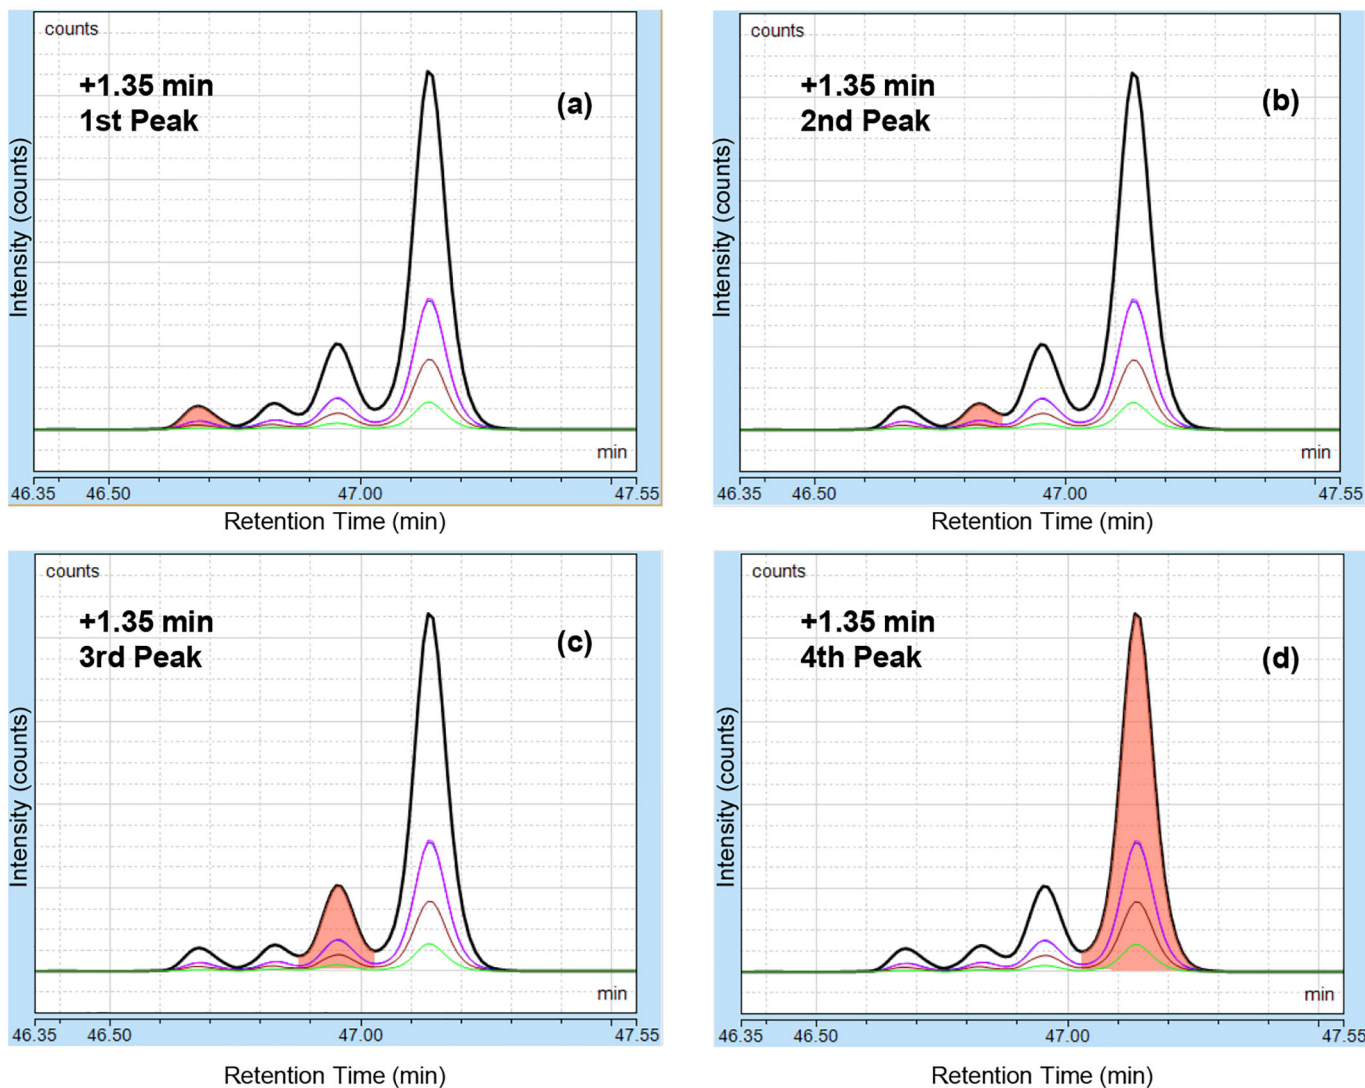 counts
+1.35 min
1st Peak
(a)
Intensity (counts)
min
46.35 46.50 47.00 47.55
Retention Time (min)
counts
+1.35 min
2nd Peak
(b)
Intensity (counts)
min
46.35 46.50 47.00 47.55
Retention Time (min)
counts
+1.35 min
3rd Peak
(c)
Intensity (counts)
min
46.35 46.50 47.00 47.55
Retention Time (min)
counts
+1.35 min
4th Peak
(d)
Intensity (counts)
min
46.35 46.50 47.00 47.55
Retention Time (min)